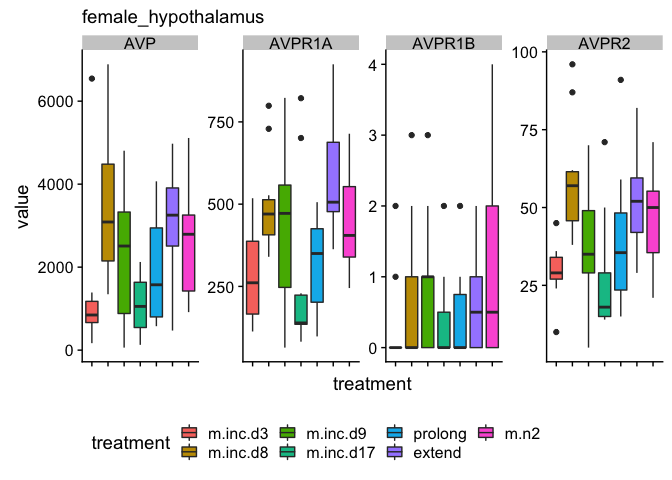 female_hypothalamus
AVP AVPR1A AVPR1B AVPR2
value
6000
4000
2000
0
750
500
250
4
3
2
1
0
100
75
50
25
treatment
treatment m.inc.d3 m.inc.d9 prolong m.n2
m.inc.d8 m.inc.d17 extend